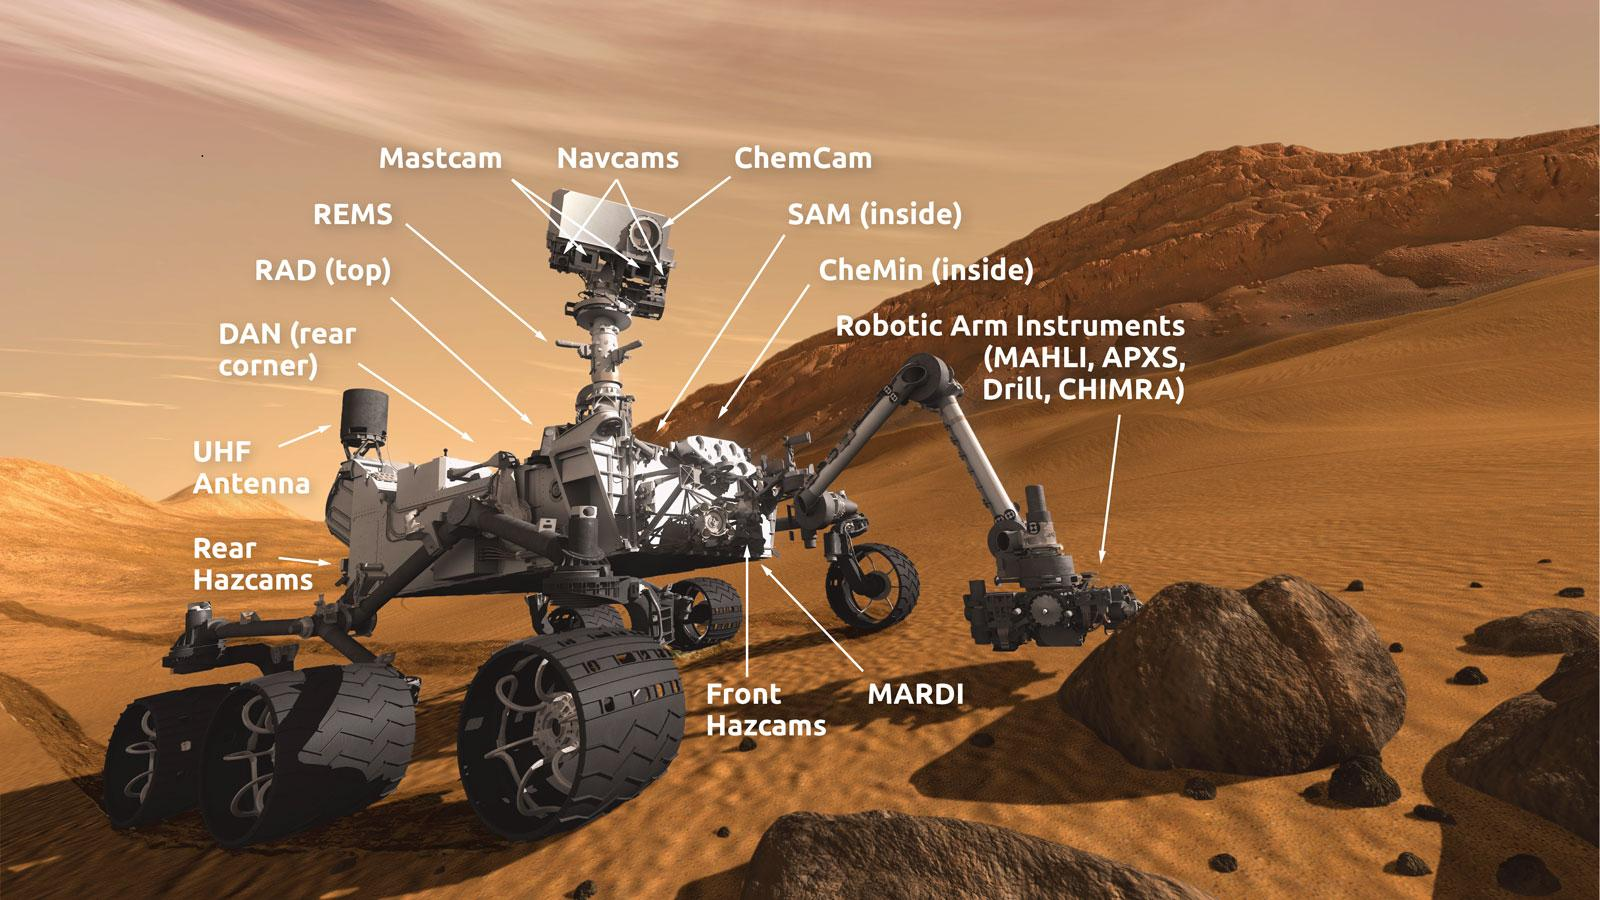 Mastcam
Navcams
ChemCam
REMS
SAM (inside)
RAD (top)
CheMin (inside)
DAN (rear
corner)
Robotic Arm Instruments
(MAHLI, APXS,
Drill, CHIMRA)
UHF
Antenna
Rear
Hazcams
Front
Hazcams
MARDI